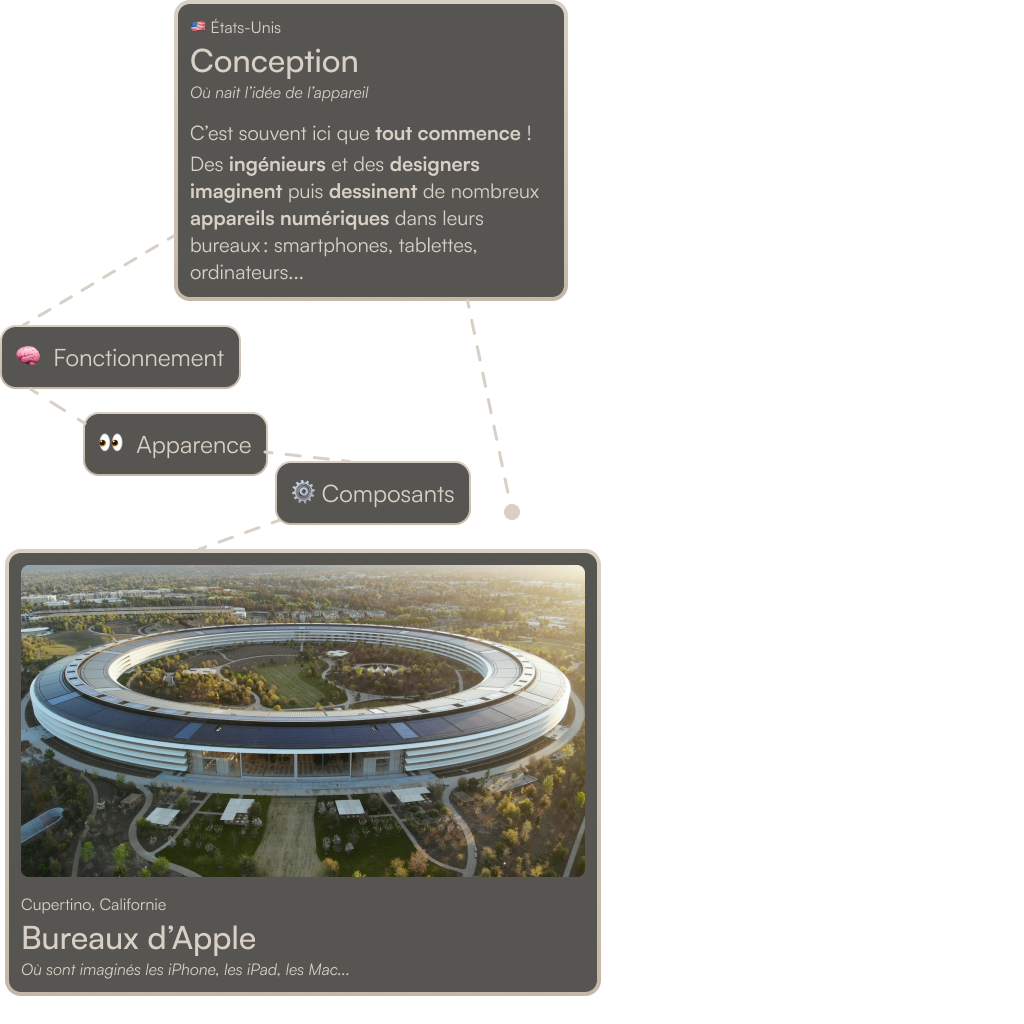 États-Unis
Conception
Où nait l’idée de l’appareil
C’est souvent ici que tout commence !
Des ingénieurs et des designers
imaginent puis dessinent de nombreux
appareils numériques dans leurs
bureaux : smartphones, tablettes,
ordinateurs...
Fonctionnement
Apparence
Composants
Cupertino, Californie
Bureaux d’Apple
Où sont imaginés les iPhone, les iPad, les Mac...